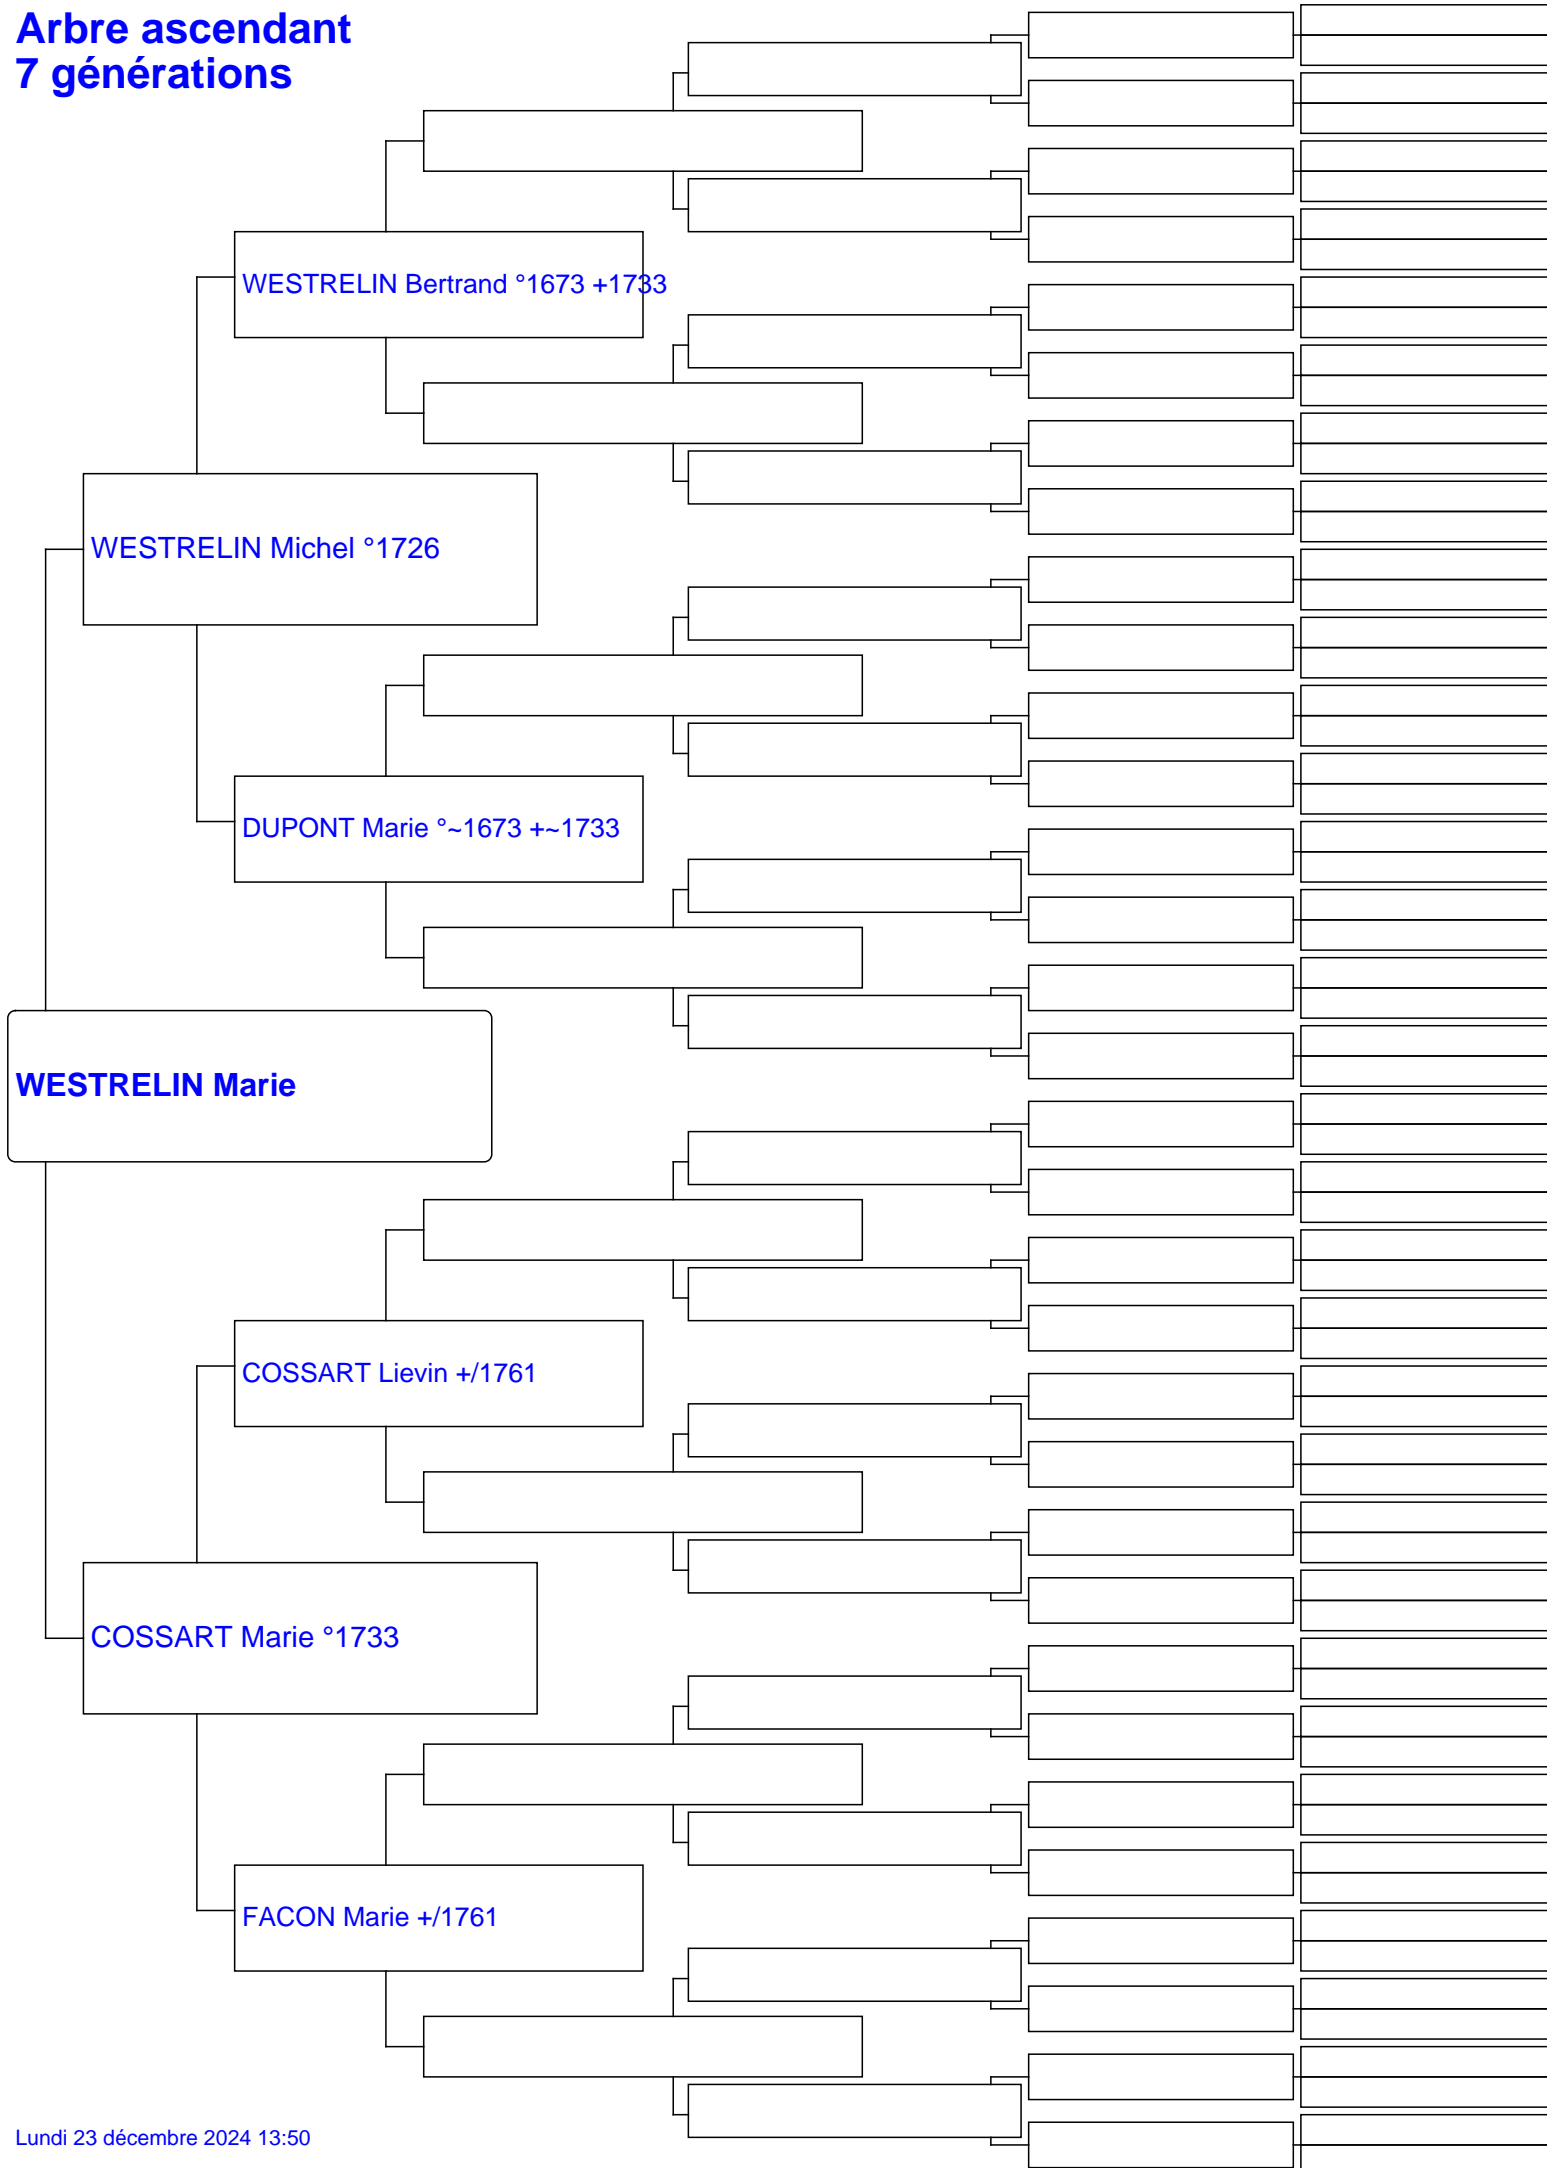 Arbre ascendant
7 générations
WESTRELIN Bertrand °1673 +1733
WESTRELIN Michel °1726
DUPONT Marie °~1673 +~1733
WESTRELIN Marie
COSSART Lievin +/1761
COSSART Marie °1733
FACON Marie +/1761
Lundi 23 décembre 2024 13:50